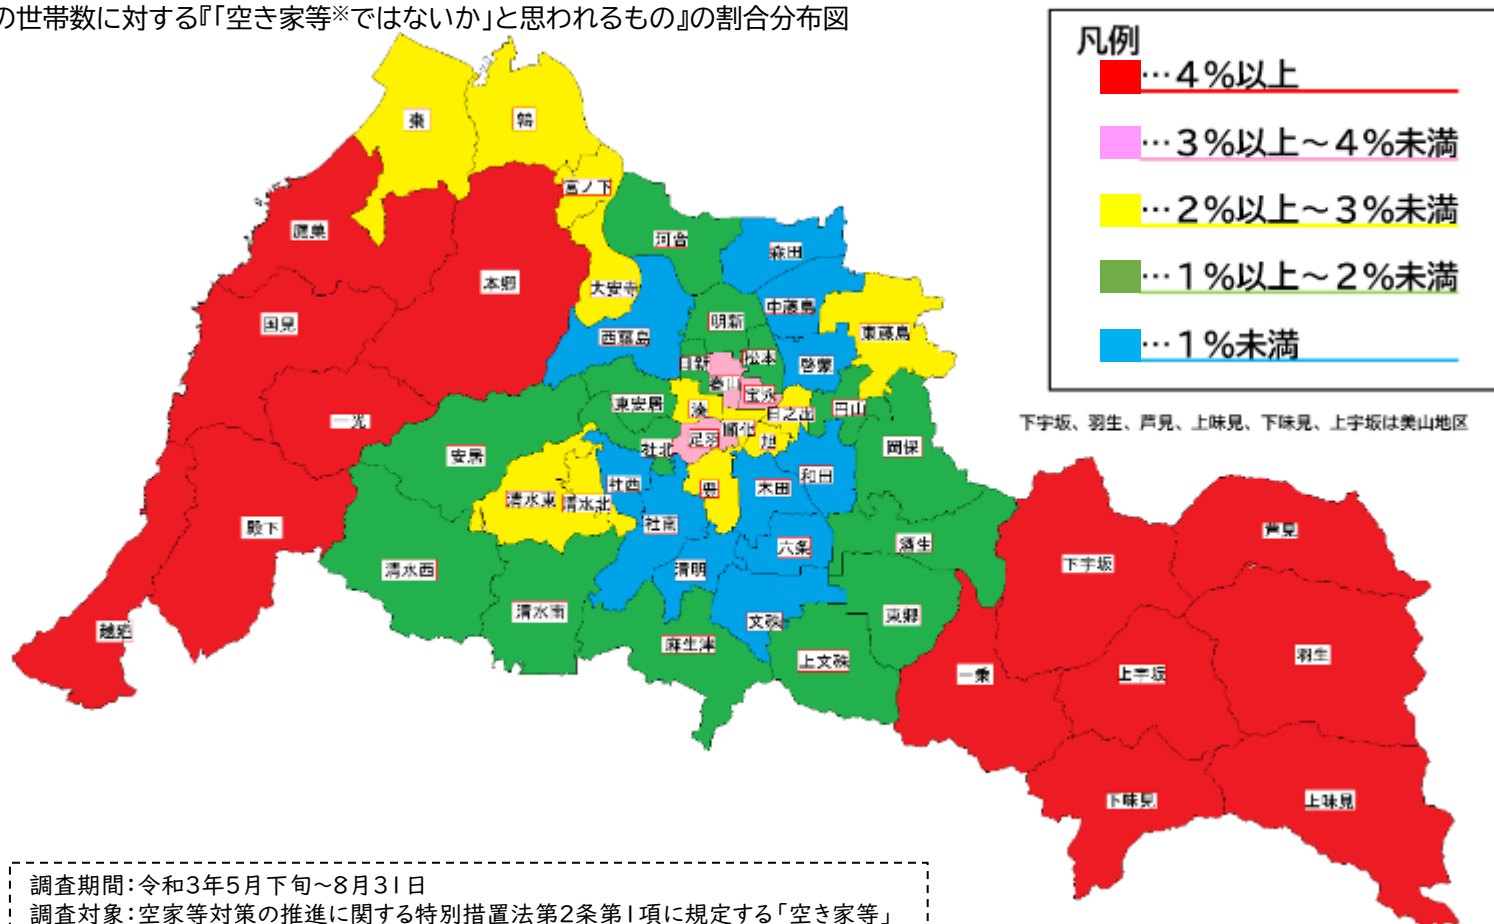 の世帯数に対する『「空き家等※ではないか」と思われるもの』の割合分布図
凡例
…４％以上
…３％以上～４％未満
…２％以上～３％未満
…１％以上～２％未満
…１％未満
下宇坂、羽生、芦見、上味見、下味見、上宇坂は美山地区
棗
鶉
宮ノ下
鷹巣
河合
森田
本郷
大安寺
中藤島
国見
明新
西藤島
東藤島
日新
松本
啓蒙
春山
宝永
一光
東安居
湊
日之出
円山
順化
足羽
旭
社北
岡保
安居
社西
県
木田
和田
清水東
清水北
社南
殿下
六条
酒生
芦見
下宇坂
清水西
清明
清水南
文殊
東郷
越廼
麻生津
上文殊
一乗
上宇坂
羽生
下味見
上味見
調査期間：令和3年5月下旬～8月31日
調査対象：空家等対策の推進に関する特別措置法第2条第1項に規定する「空き家等」